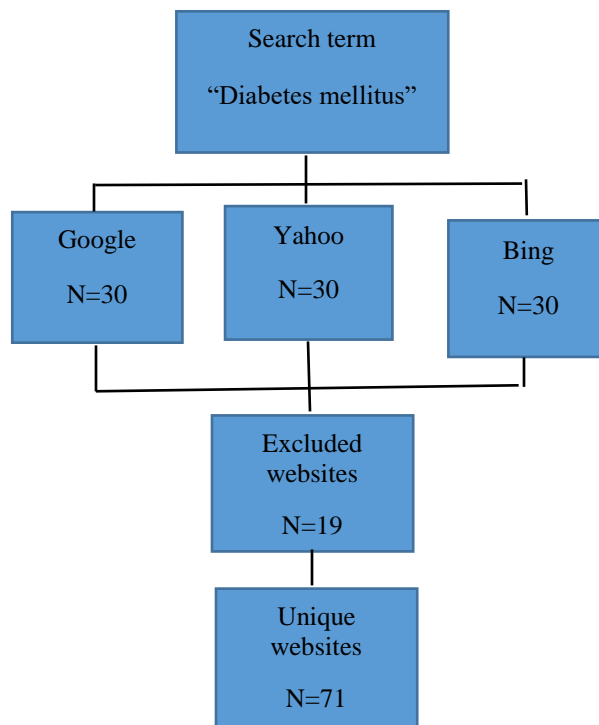 Search term
“Diabetes mellitus”
Google
N=30
Yahoo
N=30
Bing
N=30
Excluded
websites
N=19
Unique
websites
N=71